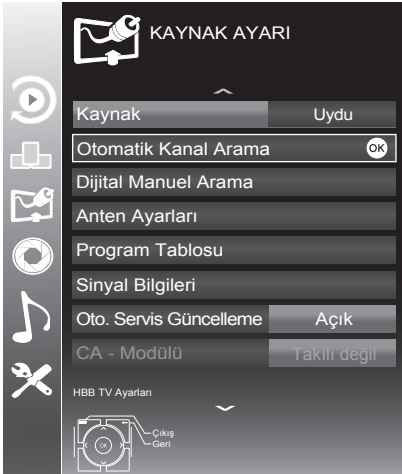 KAYNAK AYARI
Kaynak Uydu
Otomatik Kanal Arama OK
Dijital Manuel Arama
Anten Ayarları
Program Tablosu
Sinyal Bilgileri
Oto. Servis Güncelleme Açık
CA - Modülü Takılı değil
HBB TV Ayarları
Çıkış
OK Geri